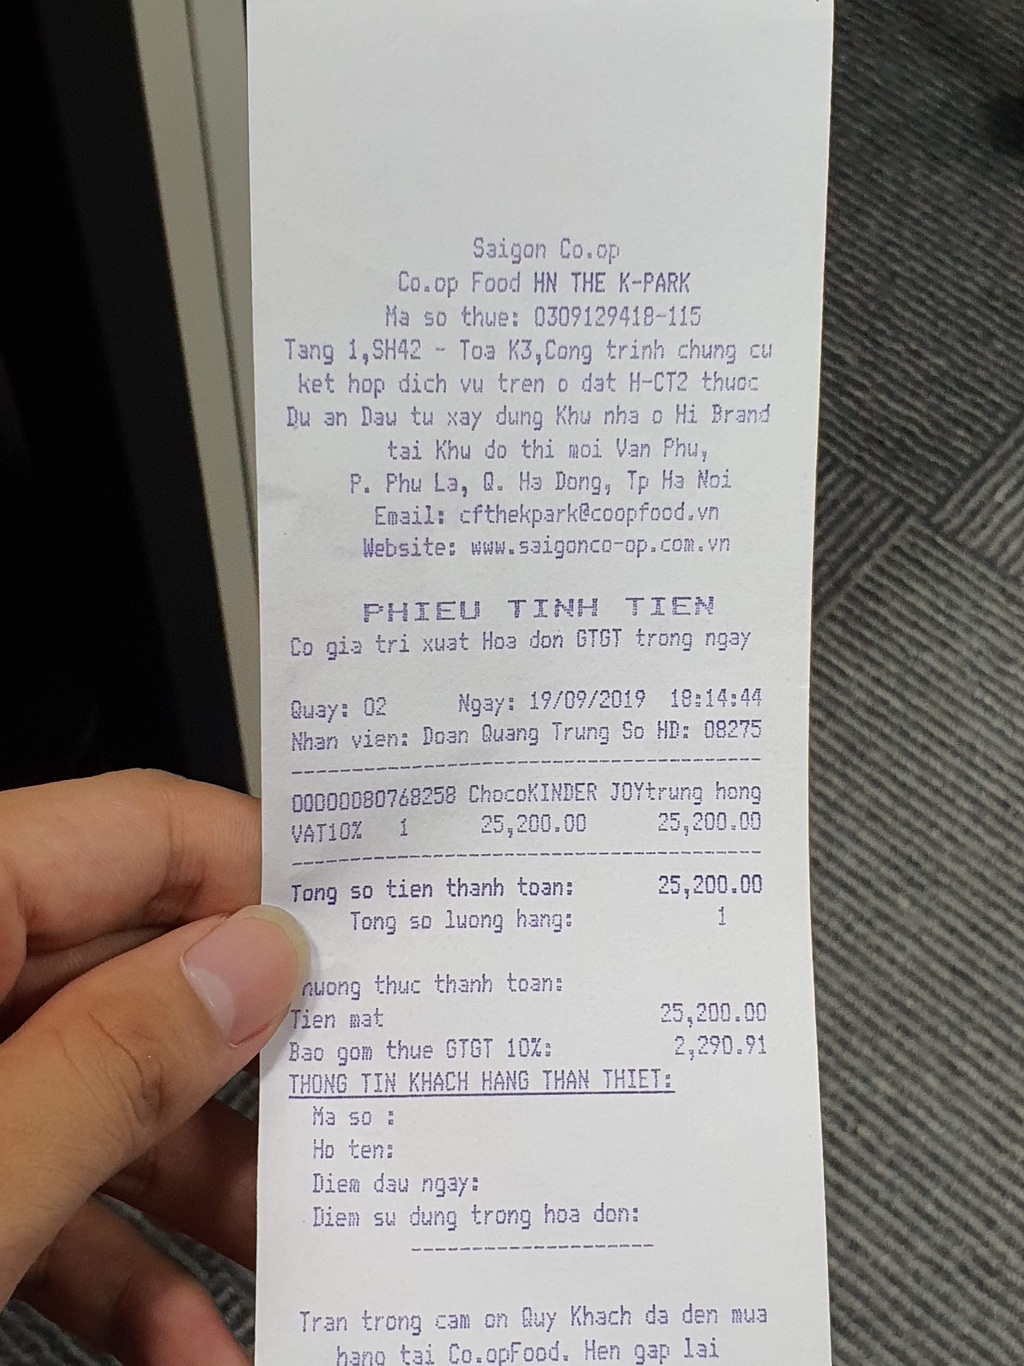 Saigon Co.op
Co.op Food HN THE K-PARK
Ma so thue: 0309129418-115
Tang 1,SH42 - Toa K3,Cong trinh chung cu
ket hop dich vu tren o dat H-CT2 thuoc
Du an Dau tu xay dung Khu nha o Hi Brand
tai Khu do thi moi Van Phu,
P. Phu La, Q. Ha Dong, Tp Ha Noi
Email: cfthekpark@coopfood.vn
Website: www.saigonco-op.com.vn
PHIEU TINH TIEN
Co gia tri xuat Hoa don GTGT trong ngay
Quay: 02 Ngay: 19/09/2019 18:14:44
Nhan vien: Doan Quang Trung So HD: 08275
00000080768258 ChocoKINDER JOYtrung hong
VAT10% 1 25,200.00 25,200.00
Tong so tien thanh toan: 25,200.00
Tong so luong hang: 1
huong thuc thanh toan:
Tien mat 25,200.00
Bao gom thue GTGT 10%: 2,290.91
THONG TIN KHACH HANG THAN THIET:
Ma so :
Ho ten:
Diem dau ngay:
Diem su dung trong hoa don:
Tran trong cam on Quy Khach da den mua
hang tai Co.opFood. Hen gap lai